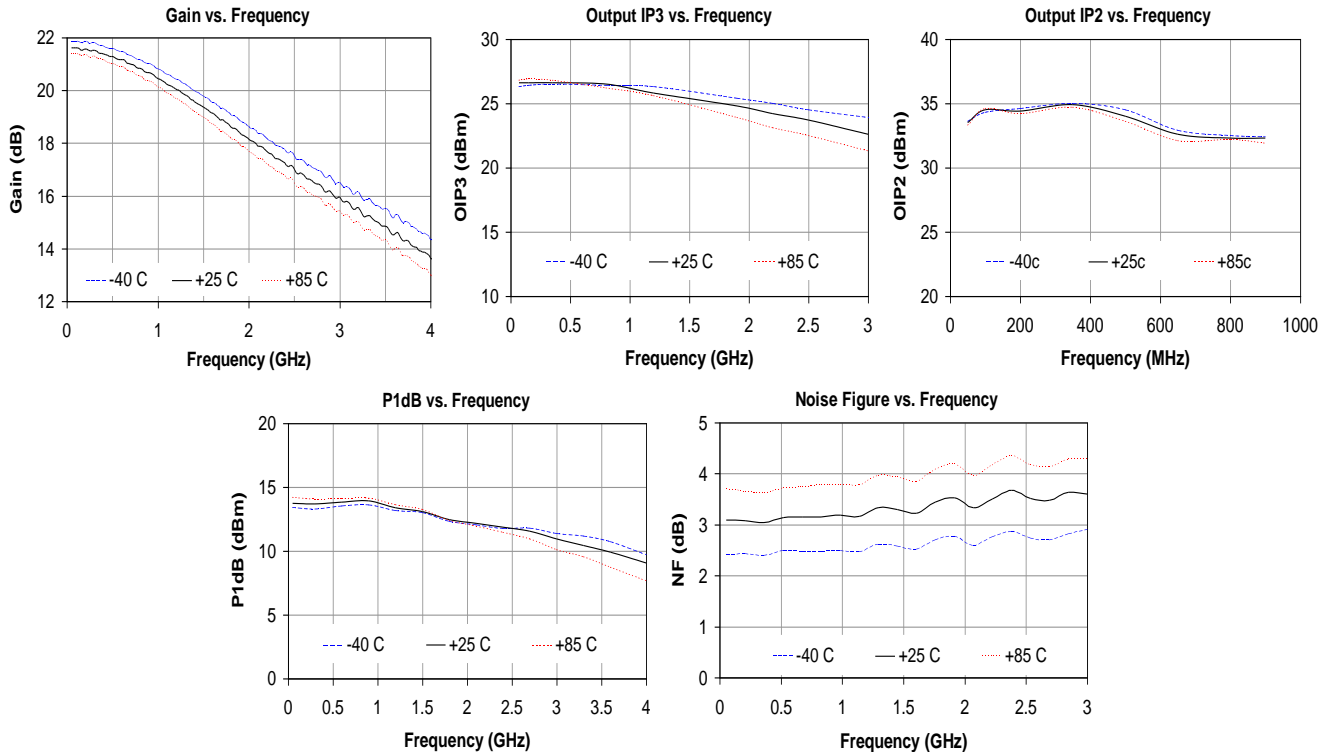 Gain vs. Frequency
Gain (dB)
22
20
18
16
14
12
-40 C +25 C +85 C
0 1 2 3 4
Frequency (GHz)
Output IP3 vs. Frequency
OIP3 (dBm)
30
25
20
15
10
-40 C +25 C +85 C
0 0.5 1 1.5 2 2.5 3
Frequency (GHz)
Output IP2 vs. Frequency
OIP2 (dBm)
40
35
30
25
20
-40c +25c +85c
0 200 400 600 800 1000
Frequency (MHz)
P1dB vs. Frequency
P1dB (dBm)
20
15
10
5
0
-40 C +25 C +85 C
0 0.5 1 1.5 2 2.5 3 3.5 4
Frequency (GHz)
Noise Figure vs. Frequency
NF (dB)
5
4
3
2
1
0
-40 C +25 C +85 C
0 0.5 1 1.5 2 2.5 3
Frequency (GHz)